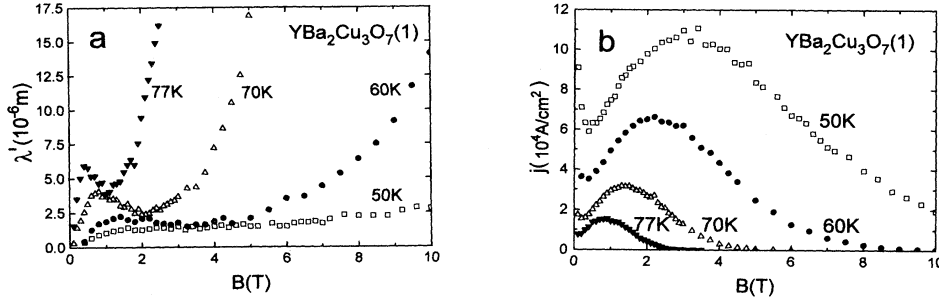 a
YBa₂Cu₃O₇(1)
λ' (10⁻⁶m)
17.5
15.0
12.5
10.0
7.5
5.0
2.5
0.0
77K
70K
60K
50K
0
2
4
6
8
10
B(T)
b
YBa₂Cu₃O₇(1)
j(10⁴A/cm²)
12
10
8
6
4
2
0
50K
77K
70K
60K
0
2
4
6
8
10
B(T)